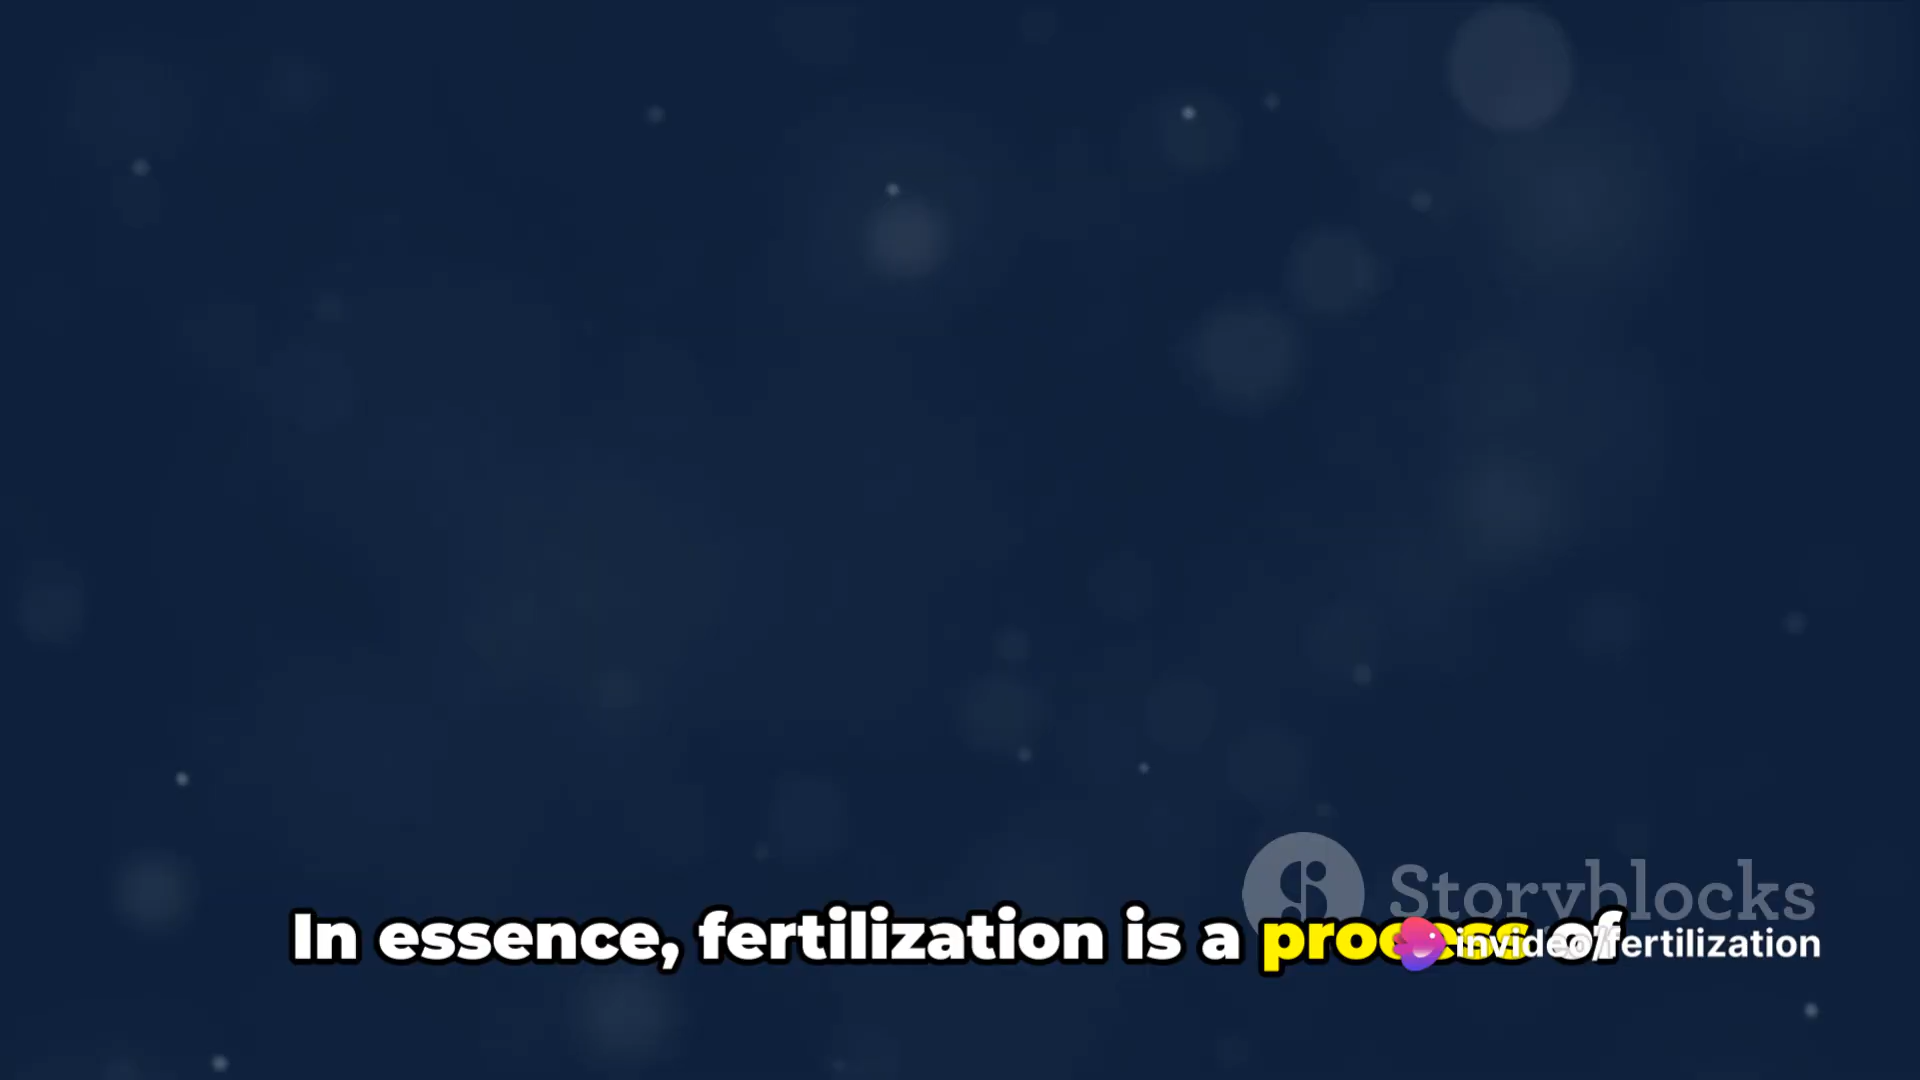 Storyblocks
In essence, fertilization is a process of
invideo/fertilization